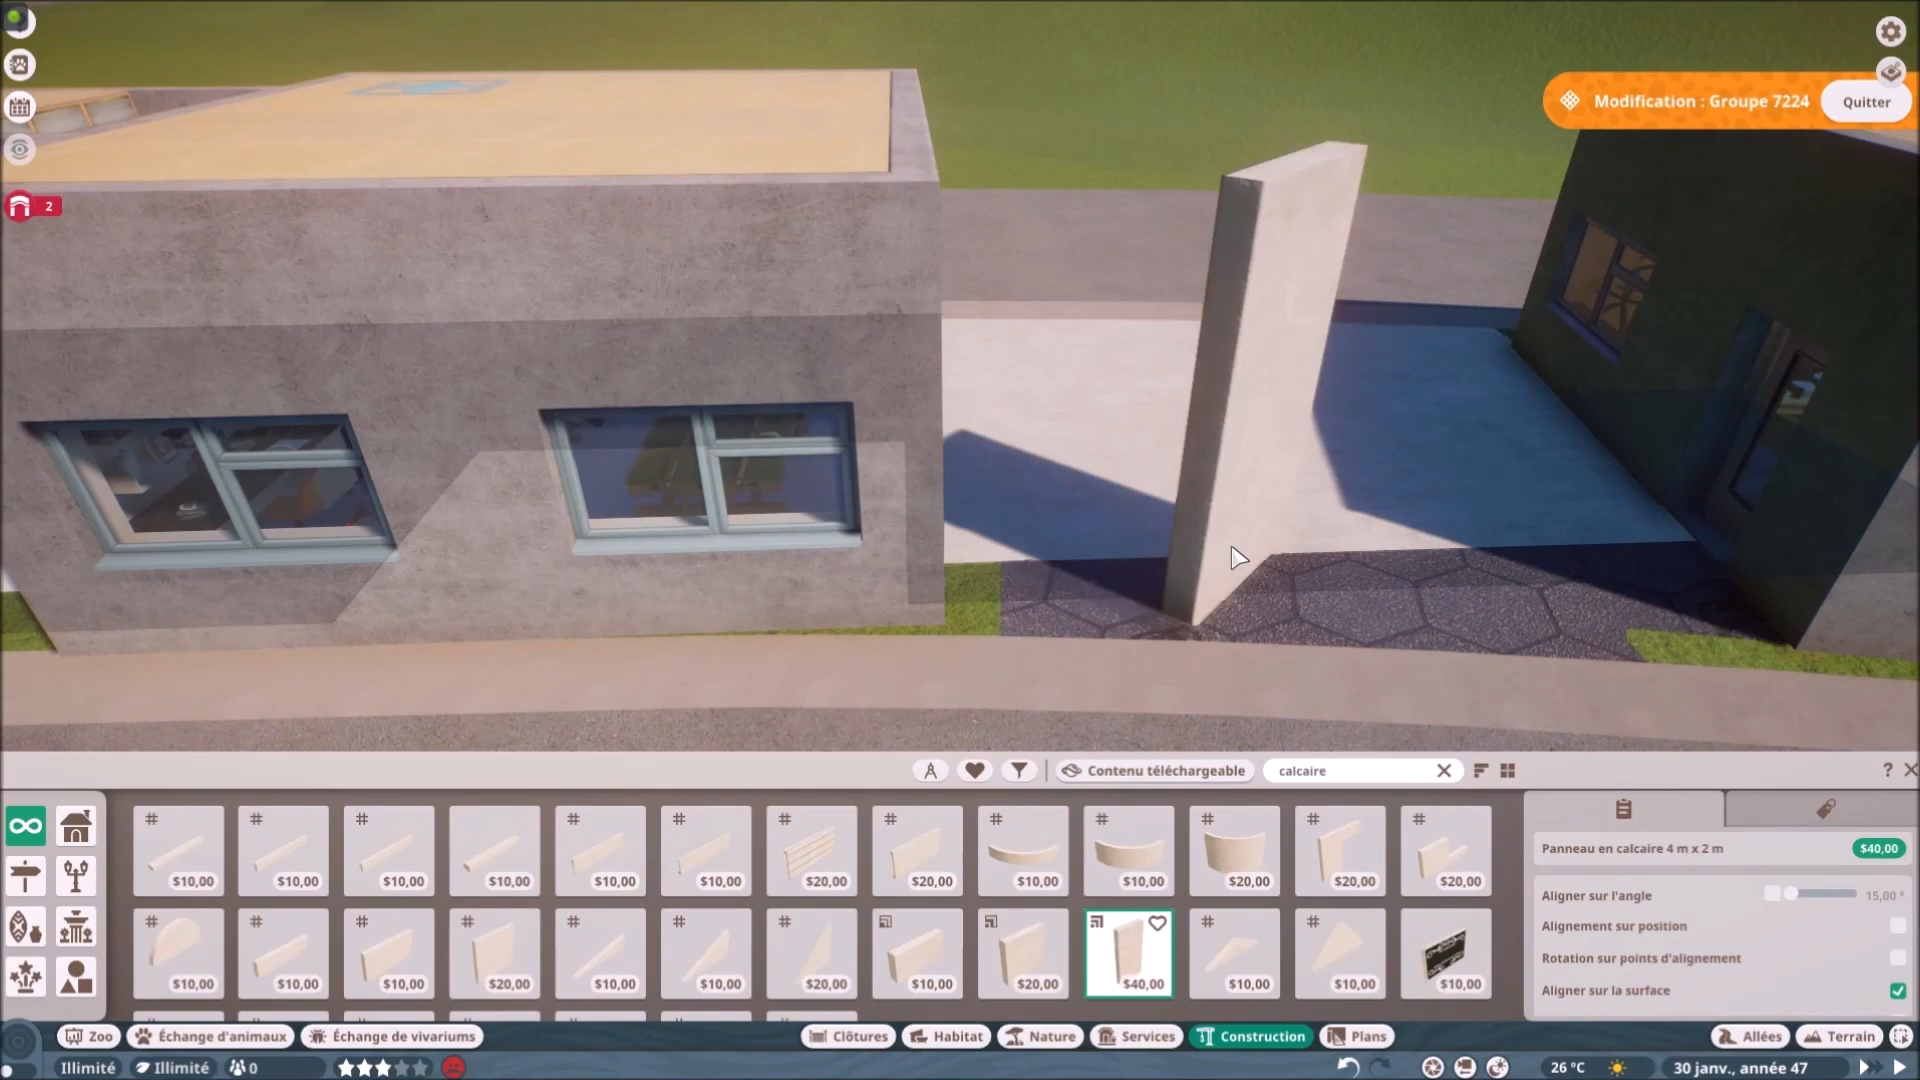 Modification : Groupe 7224
Quitter
2
Contenu téléchargeable
calcaire
?
$10,00 $10,00 $10,00 $10,00 $10,00 $10,00 $20,00 $20,00 $10,00 $10,00 $20,00 $20,00 $20,00
$10,00 $10,00 $10,00 $20,00 $10,00 $10,00 $20,00 $10,00 $20,00 $40,00 $10,00 $10,00 $10,00
Panneau en calcaire 4 m x 2 m
$40,00
Aligner sur l'angle
15,00 °
Alignement sur position
Rotation sur points d'alignement
Aligner sur la surface
Zoo
Échange d'animaux
Échange de vivariums
Clôtures
Habitat
Nature
Services
Construction
Plans
Allées
Terrain
Illimité
Illimité
0
26 °C
30 janv., année 47